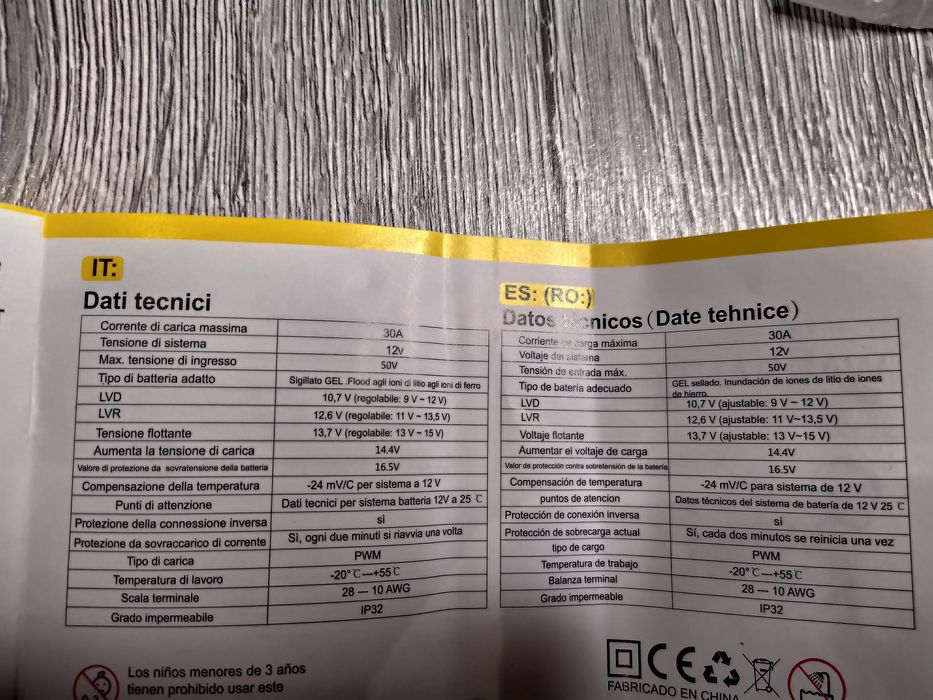 IT:
Dati tecnici
Corrente di carica massima 30A
Tensione di sistema 12v
Max. tensione di ingresso 50V
Tipo di batteria adatto Sigillato GEL .Flood agli ioni di litio agli ioni di ferro
LVD 10,7 V (regolabile: 9 V ~ 12 V)
LVR 12,6 V (regolabile: 11 V ~ 13,5 V)
Tensione flottante 13,7 V (regolabile: 13 V ~ 15 V)
Aumenta la tensione di carica 14.4V
Valore di protezione da sovratensione della batteria 16.5V
Compensazione della temperatura -24 mV/C per sistema a 12 V
Punti di attenzione Dati tecnici per sistema batteria 12V a 25 ℃
Protezione della connessione inversa sì
Protezione da sovraccarico di corrente Sì, ogni due minuti si riavvia una volta
Tipo di carica PWM
Temperatura di lavoro -20°C—+55℃
Scala terminale 28 — 10 AWG
Grado impermeabile IP32
Los niños menores de 3 años
tienen prohibido usar este
ES: (RO:)
Datos técnicos (Date tehnice)
Corriente de carga máxima 30A
Voltaje del sistema 12v
Tensión de entrada máx. 50V
Tipo de batería adecuado GEL sellado. Inundación de iones de litio de iones
de hierro.
LVD 10,7 V (ajustable: 9 V ~ 12 V)
LVR 12,6 V (ajustable: 11 V~13,5 V)
Voltaje flotante 13,7 V (ajustable: 13 V~15 V)
Aumentar el voltaje de carga 14.4V
Valor de protección contra sobretensión de la batería 16.5V
Compensación de temperatura -24 mV/C para sistema de 12 V
puntos de atencion Datos técnicos del sistema de batería de 12 V 25 ℃
Protección de conexión inversa sì
Protección de sobrecarga actual Sí, cada dos minutos se reinicia una vez
tipo de cargo PWM
Temperatura de trabajo -20°C—+55℃
Balanza terminal 28 — 10 AWG
Grado impermeable IP32
CE
FABRICADO EN CHINA